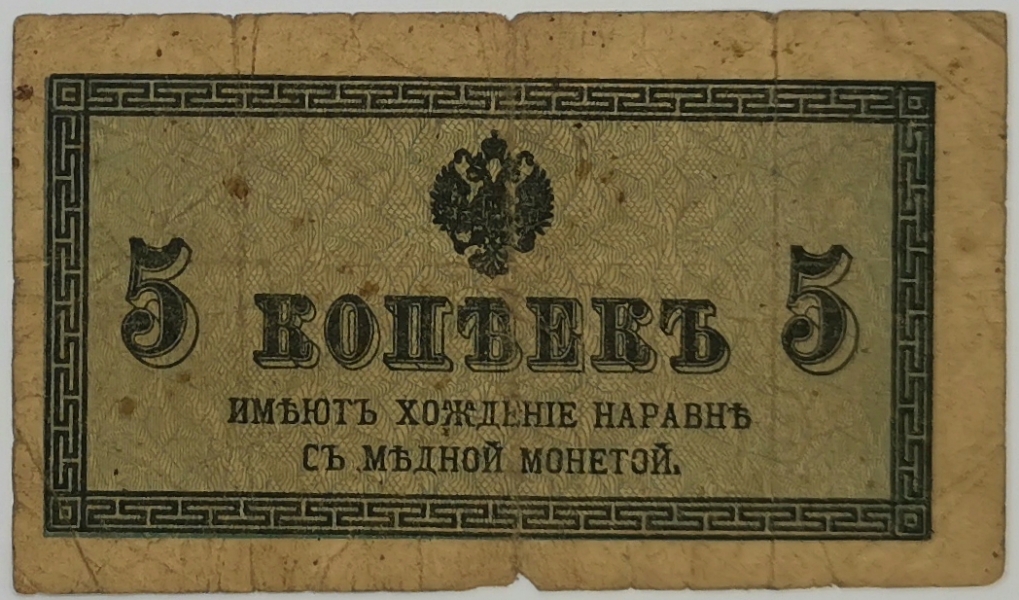 5 КОПѢЕКЪ 5
ИМѢЮТЪ ХОЖДЕНІЕ НАРАВНѢ
СЪ МѢДНОЙ МОНЕТОЙ.